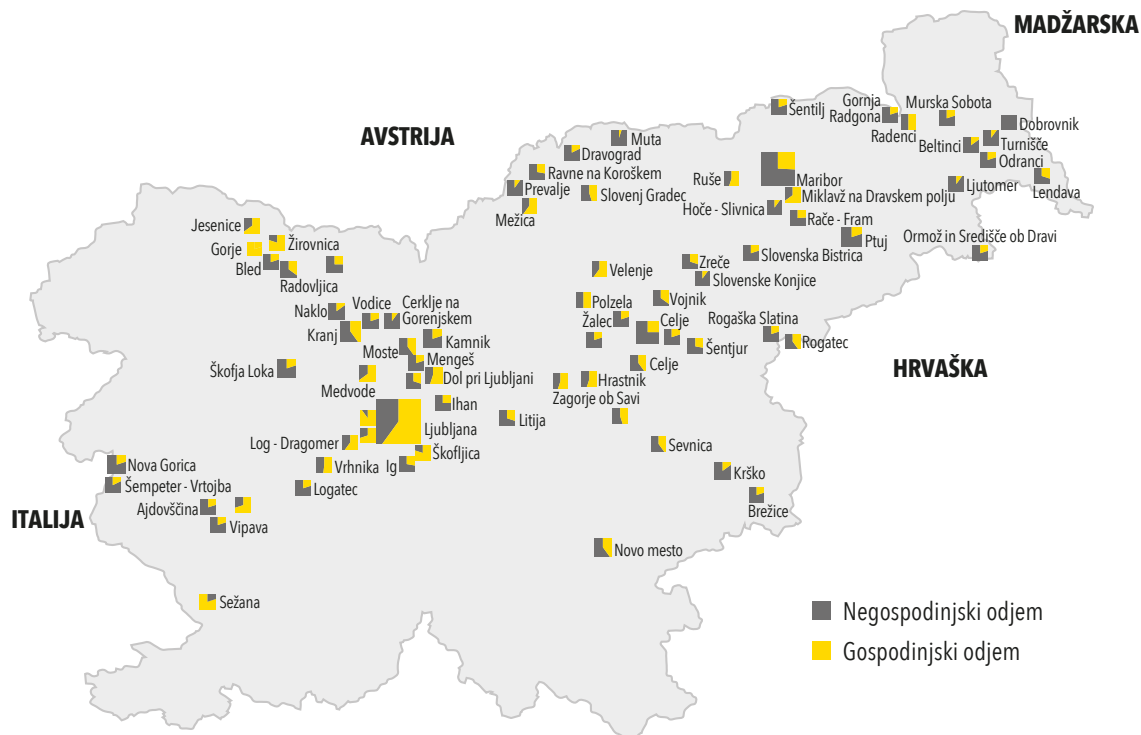 MADŽARSKA
AVSTRIJA
Šentilj
Gornja
Radgona
Murska Sobota
Radenci
Dobrovnik
Muta
Beltinci
Turnišče
Dravograd
Odranci
Ravne na Koroškem
Ruše
Maribor
Prevalje
Slovenj Gradec
Miklavž na Dravskem polju
Ljutomer
Lendava
Mežica
Hoče - Slivnica
Rače - Fram
Jesenice
Žirovnica
Ptuj
Ormož in Središče ob Dravi
Gorje
Bled
Slovenska Bistrica
Zreče
Velenje
Radovljica
Slovenske Konjice
Polzela
Vojnik
Naklo
Vodice
Cerklje na
Gorenjskem
Žalec
Celje
Rogaška Slatina
Kranj
Kamnik
Šentjur
Rogatec
Moste
Mengeš
Celje
Škofja Loka
HRVAŠKA
Dol pri Ljubljani
Hrastnik
Medvode
Zagorje ob Savi
Ihan
Litija
Ljubljana
Log - Dragomer
Škofljica
Sevnica
Nova Gorica
Vrhnika
Ig
Krško
Šempeter - Vrtojba
Logatec
Ajdovščina
Brežice
ITALIJA
Vipava
Novo mesto
Sežana
Negospodinjski odjem
Gospodinjski odjem